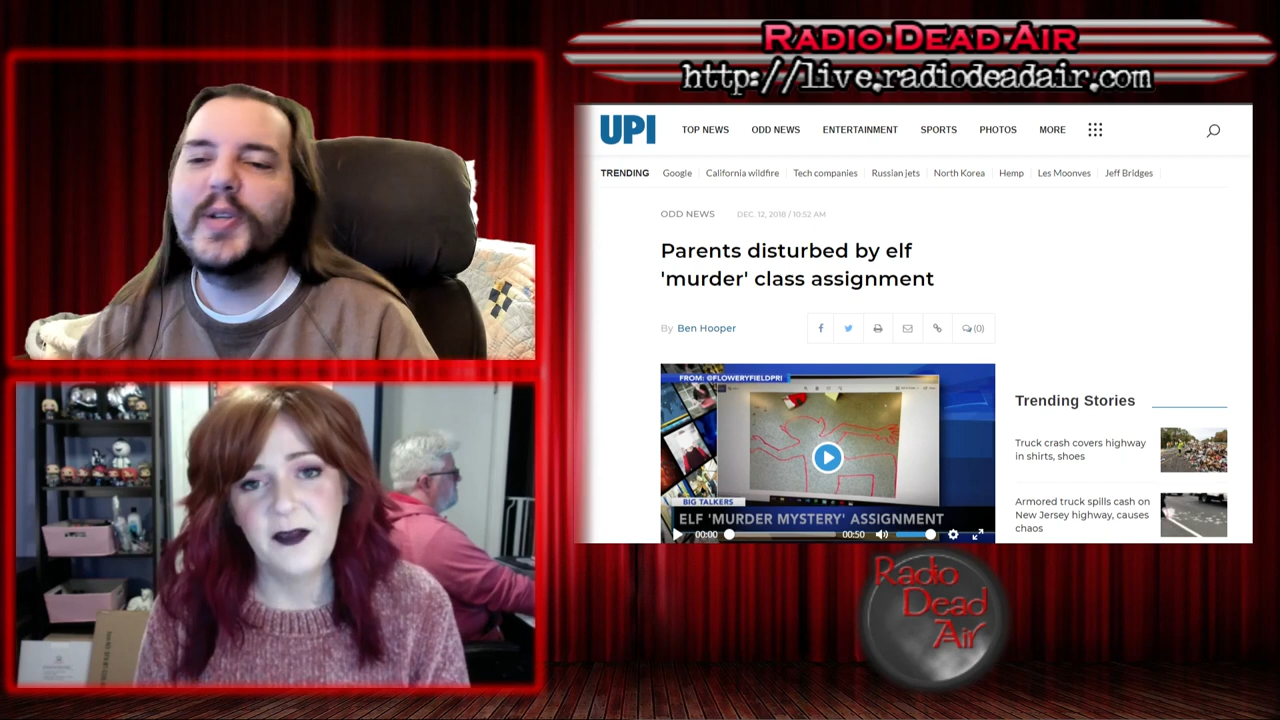 RADIO DEAD AIR
http://live.radiodeadair.com
UPI
TOP NEWS ODD NEWS ENTERTAINMENT SPORTS PHOTOS MORE
TRENDING Google California wildfire Tech companies Russian jets North Korea Hemp Les Moonves Jeff Bridges
ODD NEWS DEC. 12, 2018 / 10:52 AM
Parents disturbed by elf
'murder' class assignment
By Ben Hooper
(0)
FROM: @FLOWERYFIELDPRI
BIG TALKERS
ELF 'MURDER MYSTERY' ASSIGNMENT
00:00 00:50
Trending Stories
Truck crash covers highway
in shirts, shoes
Armored truck spills cash on
New Jersey highway, causes
chaos
Radio
Dead
Air